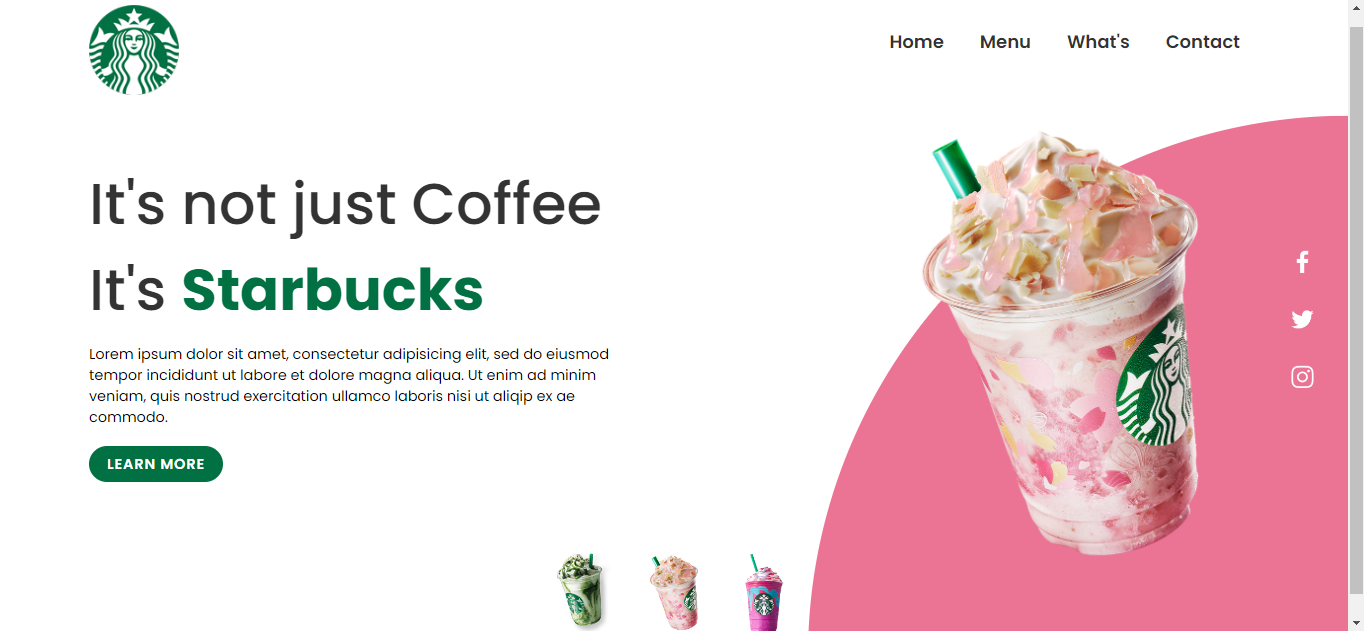 Home Menu What's Contact
It's not just Coffee
It's Starbucks
Lorem ipsum dolor sit amet, consectetur adipisicing elit, sed do eiusmod
tempor incididunt ut labore et dolore magna aliqua. Ut enim ad minim
veniam, quis nostrud exercitation ullamco laboris nisi ut aliqip ex ae
commodo.
LEARN MORE